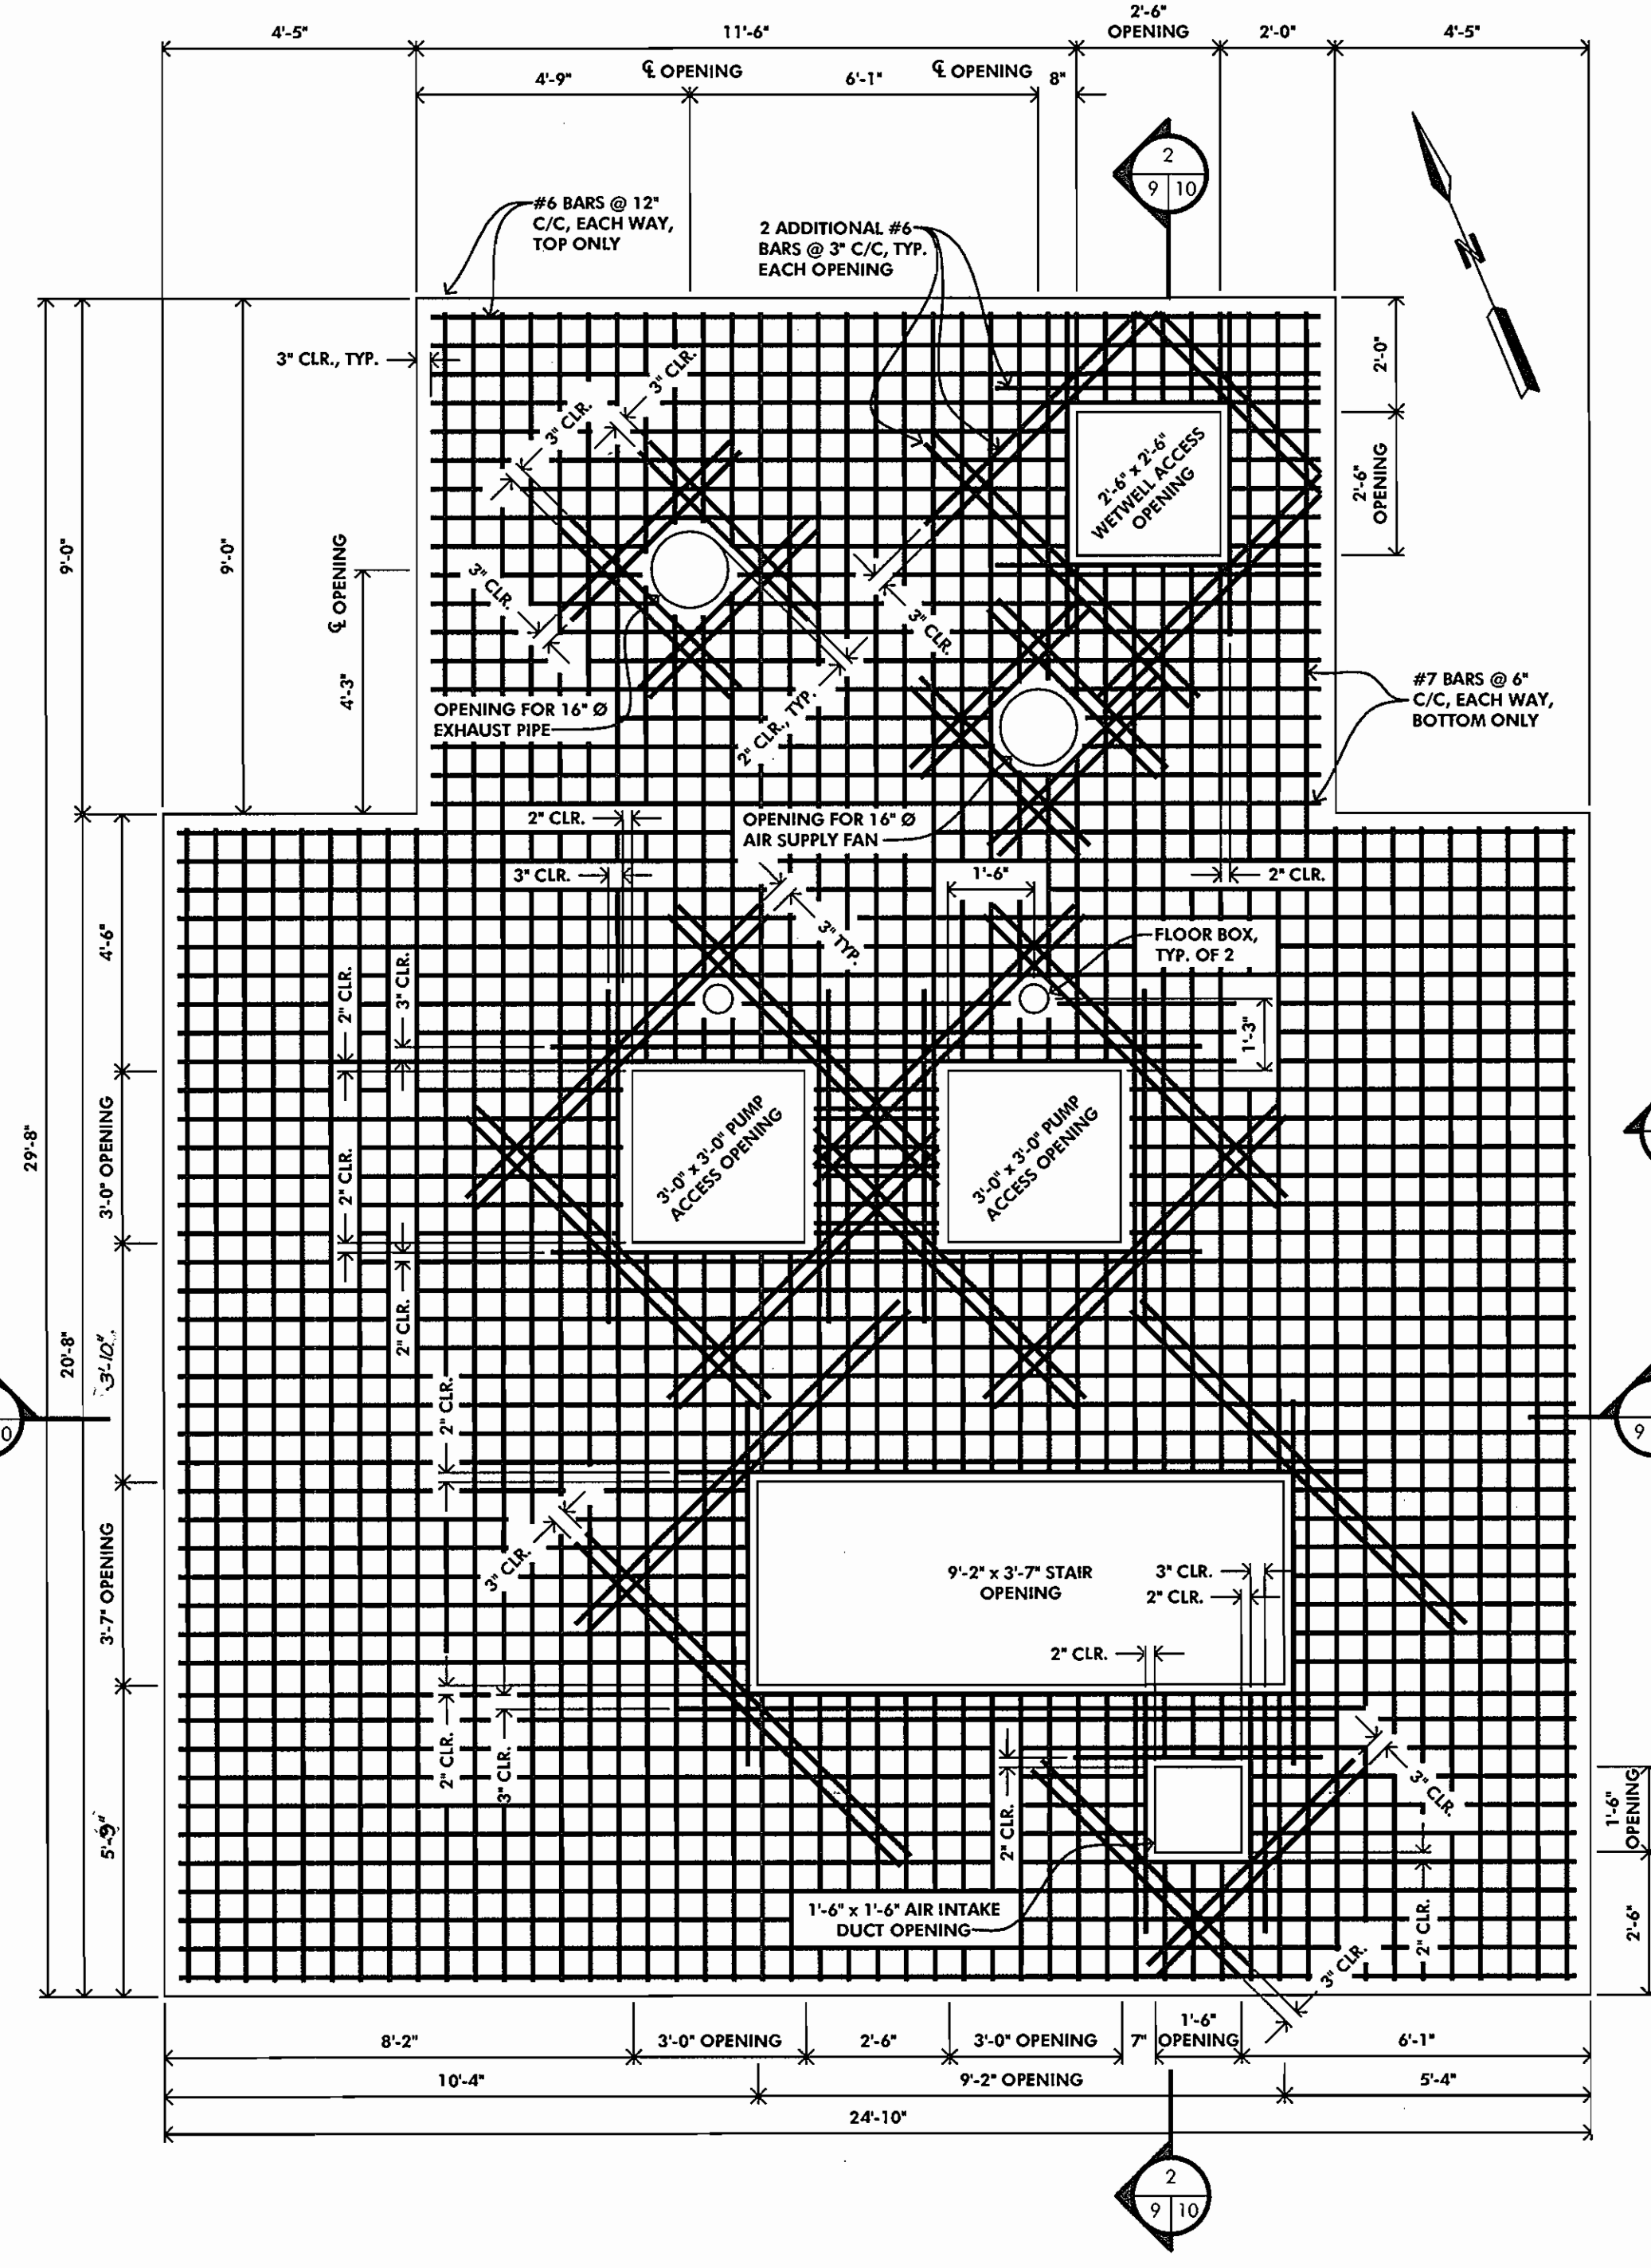 4'-5"
11'-6"
2'-6"
OPENING
2'-0"
4'-5"
4'-9"
℄ OPENING
6'-1"
℄ OPENING
8"
2
9 10
N
#6 BARS @ 12"
C/C, EACH WAY,
TOP ONLY
2 ADDITIONAL #6
BARS @ 3" C/C, TYP.
EACH OPENING
3" CLR., TYP.
3" CLR.
3" CLR.
3" CLR.
2'-0"
2'-6"
OPENING
2'-6" x 2'-6"
WETWELL ACCESS
OPENING
9'-0"
9'-0"
℄ OPENING
4'-3"
3" CLR.
2" CLR., TYP.
OPENING FOR 16" Ø
EXHAUST PIPE
#7 BARS @ 6"
C/C, EACH WAY,
BOTTOM ONLY
2" CLR.
OPENING FOR 16" Ø
AIR SUPPLY FAN
3" CLR.
1'-6"
2" CLR.
3" TYP.
FLOOR BOX,
TYP. OF 2
4'-6"
2" CLR.
3" CLR.
1'-3"
29'-8"
3'-0" OPENING
2" CLR.
3'-0" x 3'-0" PUMP
ACCESS OPENING
3'-0" x 3'-0" PUMP
ACCESS OPENING
2" CLR.
20'-8"
3'-10"
2" CLR.
0
9
3'-7" OPENING
3" CLR.
9'-2" x 3'-7" STAIR
OPENING
3" CLR.
2" CLR.
2" CLR.
2" CLR.
3" CLR.
2" CLR.
3" CLR.
1'-6"
OPENING
5'-9"
1'-6" x 1'-6" AIR INTAKE
DUCT OPENING
2" CLR.
3" CLR.
2'-6"
8'-2"
3'-0" OPENING
2'-6"
3'-0" OPENING
7"
1'-6"
OPENING
6'-1"
10'-4"
9'-2" OPENING
5'-4"
24'-10"
2
9 10